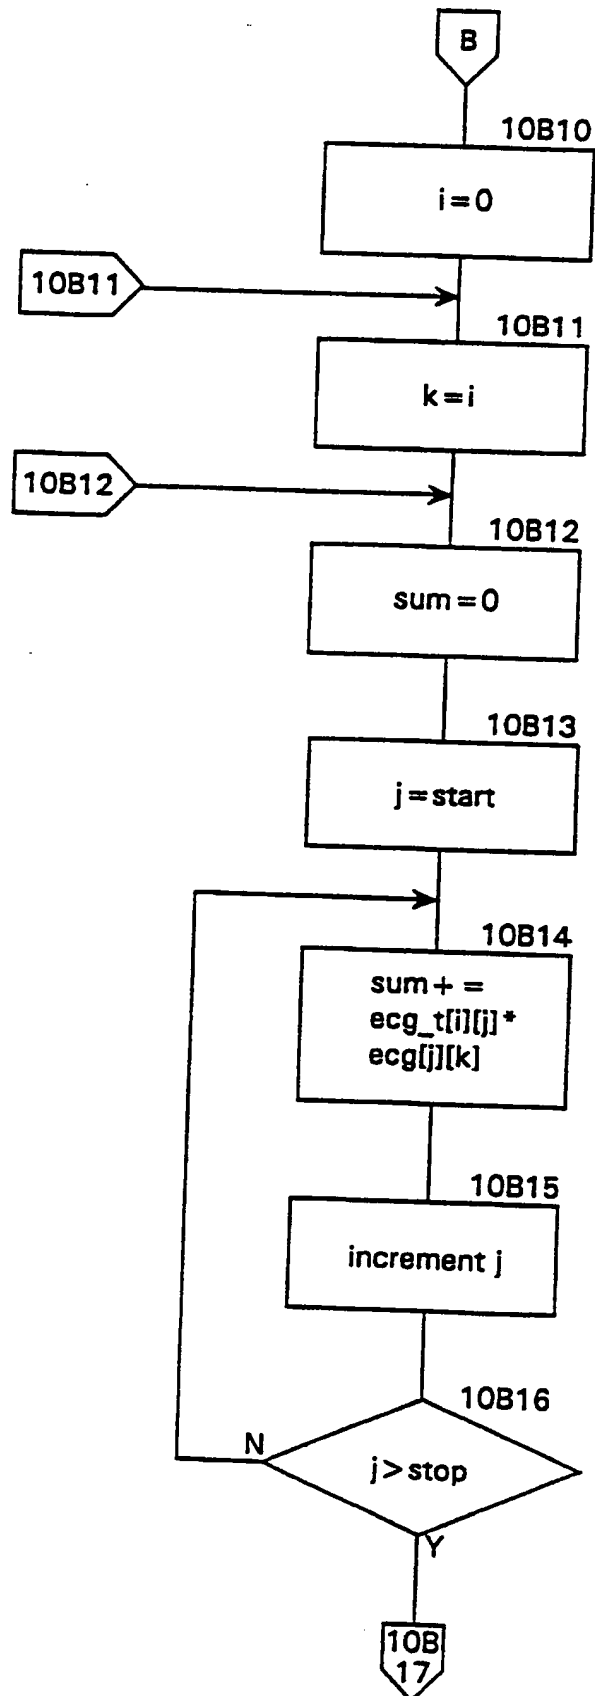 B
10B10
i=0
10B11
10B11
k=i
10B12
10B12
sum=0
10B13
j=start
10B14
sum+=
ecg_t[i][j]*
ecg[j][k]
10B15
increment j
10B16
N
j>stop
Y
10B
17